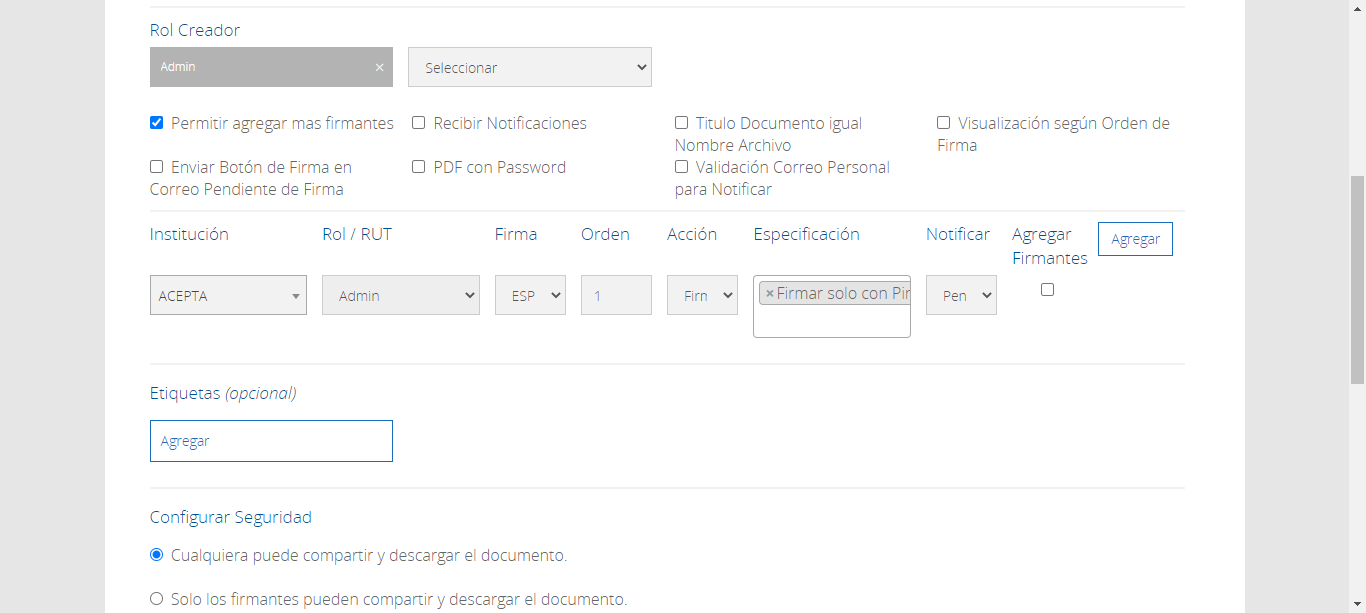 Rol Creador
Admin ×
Seleccionar
Permitir agregar mas firmantes
Recibir Notificaciones
Titulo Documento igual
Nombre Archivo
Visualización según Orden de
Firma
Enviar Botón de Firma en
Correo Pendiente de Firma
PDF con Password
Validación Correo Personal
para Notificar
Institución
Rol / RUT
Firma
Orden
Acción
Especificación
Notificar
Agregar
Firmantes
Agregar
ACEPTA
Admin
ESP
1
Firn
×Firmar solo con Pin
Pen
Etiquetas (opcional)
Agregar
Configurar Seguridad
Cualquiera puede compartir y descargar el documento.
Solo los firmantes pueden compartir y descargar el documento.